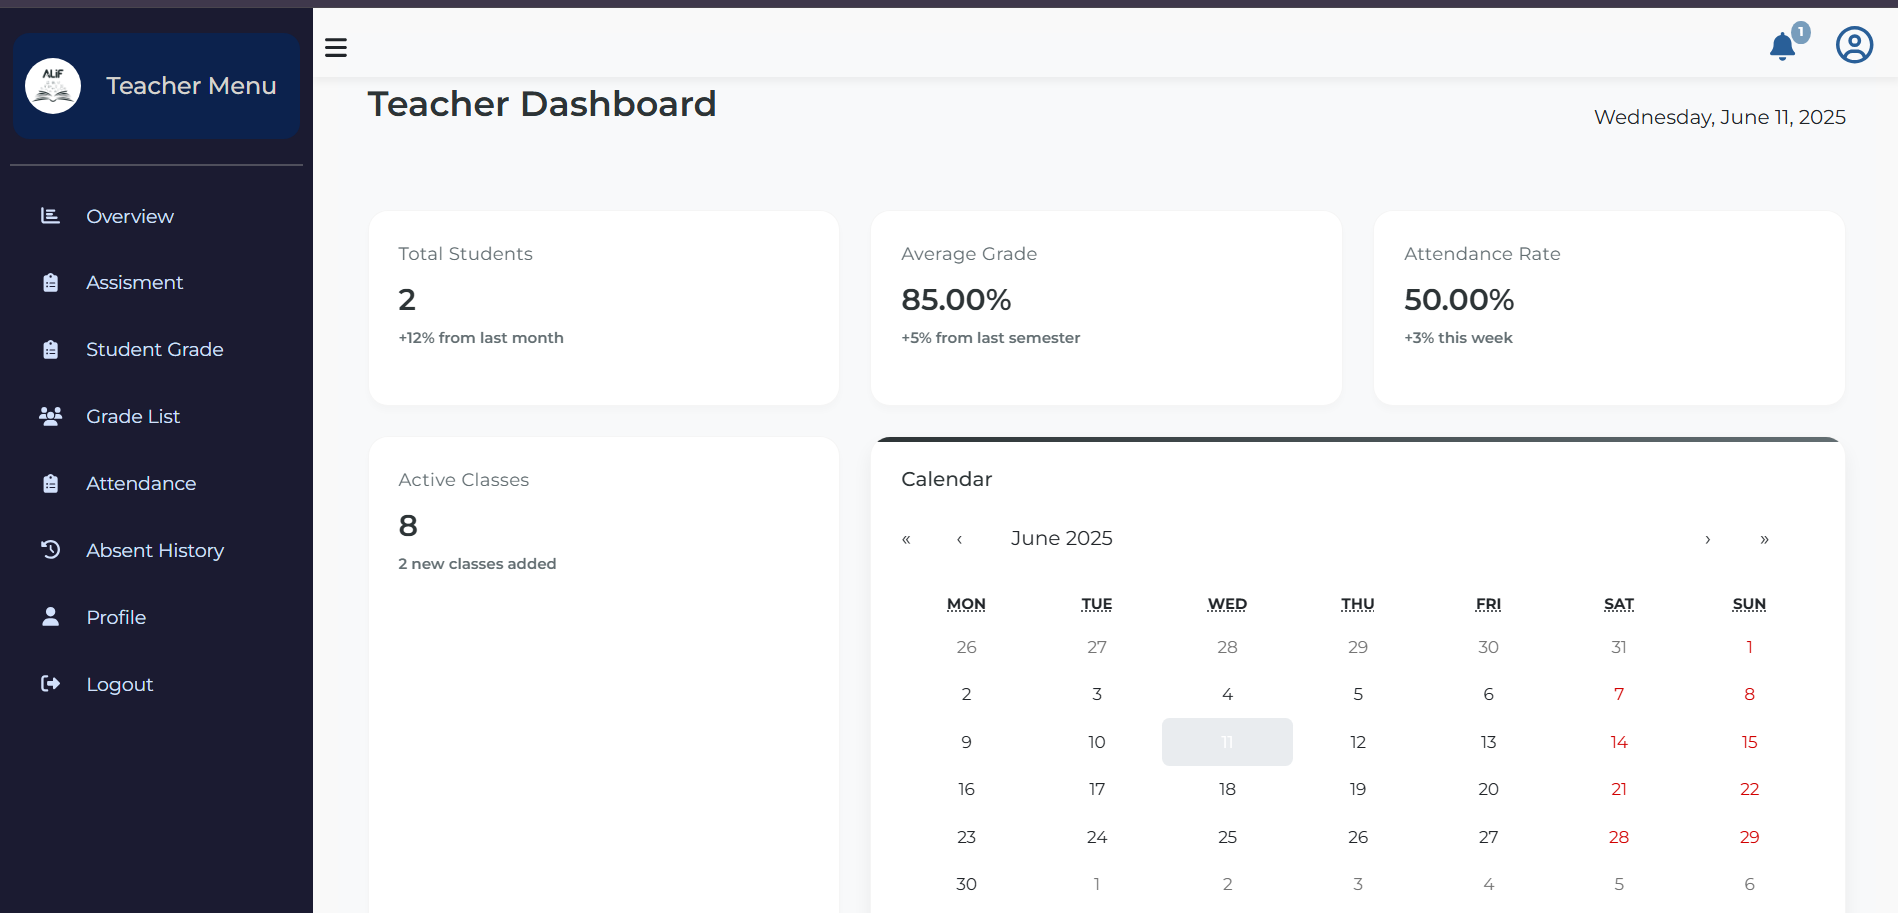 ALiF
Teacher Menu
Overview
Assisment
Student Grade
Grade List
Attendance
Absent History
Profile
Logout
1
Teacher Dashboard
Wednesday, June 11, 2025
Total Students
2
+12% from last month
Average Grade
85.00%
+5% from last semester
Attendance Rate
50.00%
+3% this week
Active Classes
8
2 new classes added
Calendar
« ‹ June 2025 › »
MON TUE WED THU FRI SAT SUN
26 27 28 29 30 31 1
2 3 4 5 6 7 8
9 10 11 12 13 14 15
16 17 18 19 20 21 22
23 24 25 26 27 28 29
30 1 2 3 4 5 6